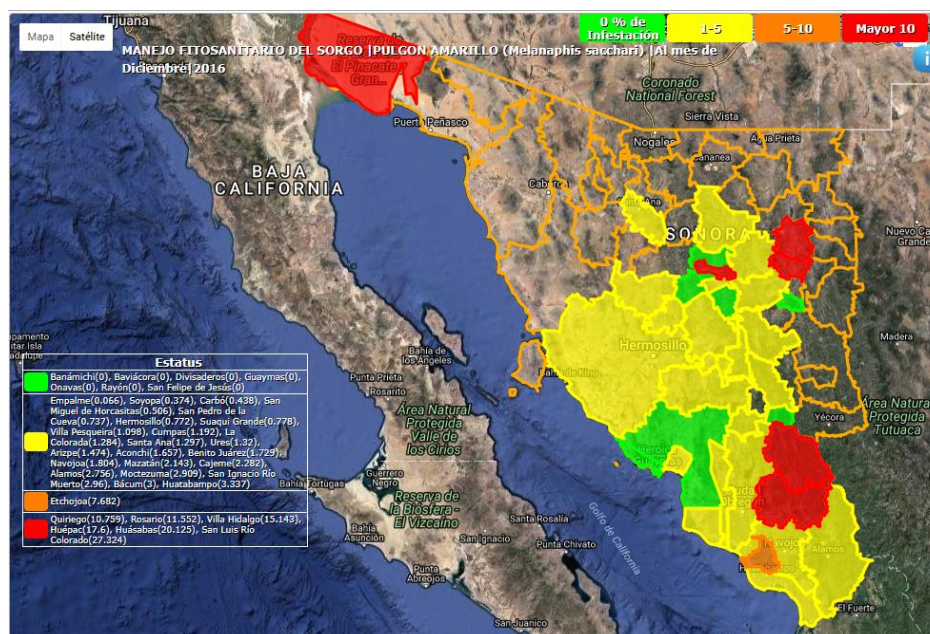 Tijuana
Mapa
Satélite
0 % de
Infestación
1-5
5-10
Mayor 10
MANEJO FITOSANITARIO DEL SORGO |PULGON AMARILLO (Melanaphis sacchari) |Al mes de
Diciembre|2016
Reserva de
El Pinacate
Gran...
Coronado
National Forest
Sierra Vista
Puerto Peñasco
Nogales
Agua Prieta
Cananea
BAJA
CALIFORNIA
Caborca
SONORA
Hermosillo
Madera
Bahía de
los Ángeles
Punta Prieta
Rosarito
Área Natural
Protegida
Valle de
los Cirios
Yécora
Área Natural
Protegida
Tutuaca
Estatus
Banámichi(0), Baviácora(0), Divisaderos(0), Guaymas(0),
Onavas(0), Rayón(0), San Felipe de Jesús(0)
Empalme(0.066), Soyopa(0.374), Carbó(0.438), San
Miguel de Horcasitas(0.506), San Pedro de la
Cueva(0.737), Hermosillo(0.772), Suaqui Grande(0.778),
Villa Pesqueira(1.098), Cumpas(1.192), La
Colorada(1.284), Santa Ana(1.297), Ures(1.32),
Arizpe(1.474), Aconchi(1.657), Benito Juárez(1.729),
Navojoa(1.804), Mazatán(2.143), Cajeme(2.282),
Alamos(2.756), Moctezuma(2.909), San Ignacio Río
Muerto(2.96), Bácum(3), Huatabampo(3.337)
Etchojoa(7.682)
Quiriego(10.759), Rosario(11.552), Villa Hidalgo(15.143),
Huépac(17.6), Huásabas(20.125), San Luis Río
Colorado(27.324)
Bahía Tortugas
Guerrero
Negro
Reserva de
la Biósfera -
El Vizcaíno
Bahía
Asunción
San Ignacio
Santa Rosalía
Punta Chivato
Punta
Abreojos
San Juanico
Golfo de California
Navojoa
Alamos
El Fuerte